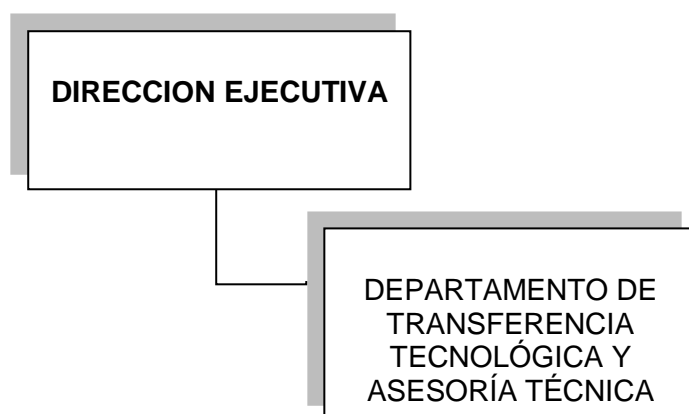 DIRECCION EJECUTIVA
DEPARTAMENTO DE
TRANSFERENCIA
TECNOLÓGICA Y
ASESORÍA TÉCNICA